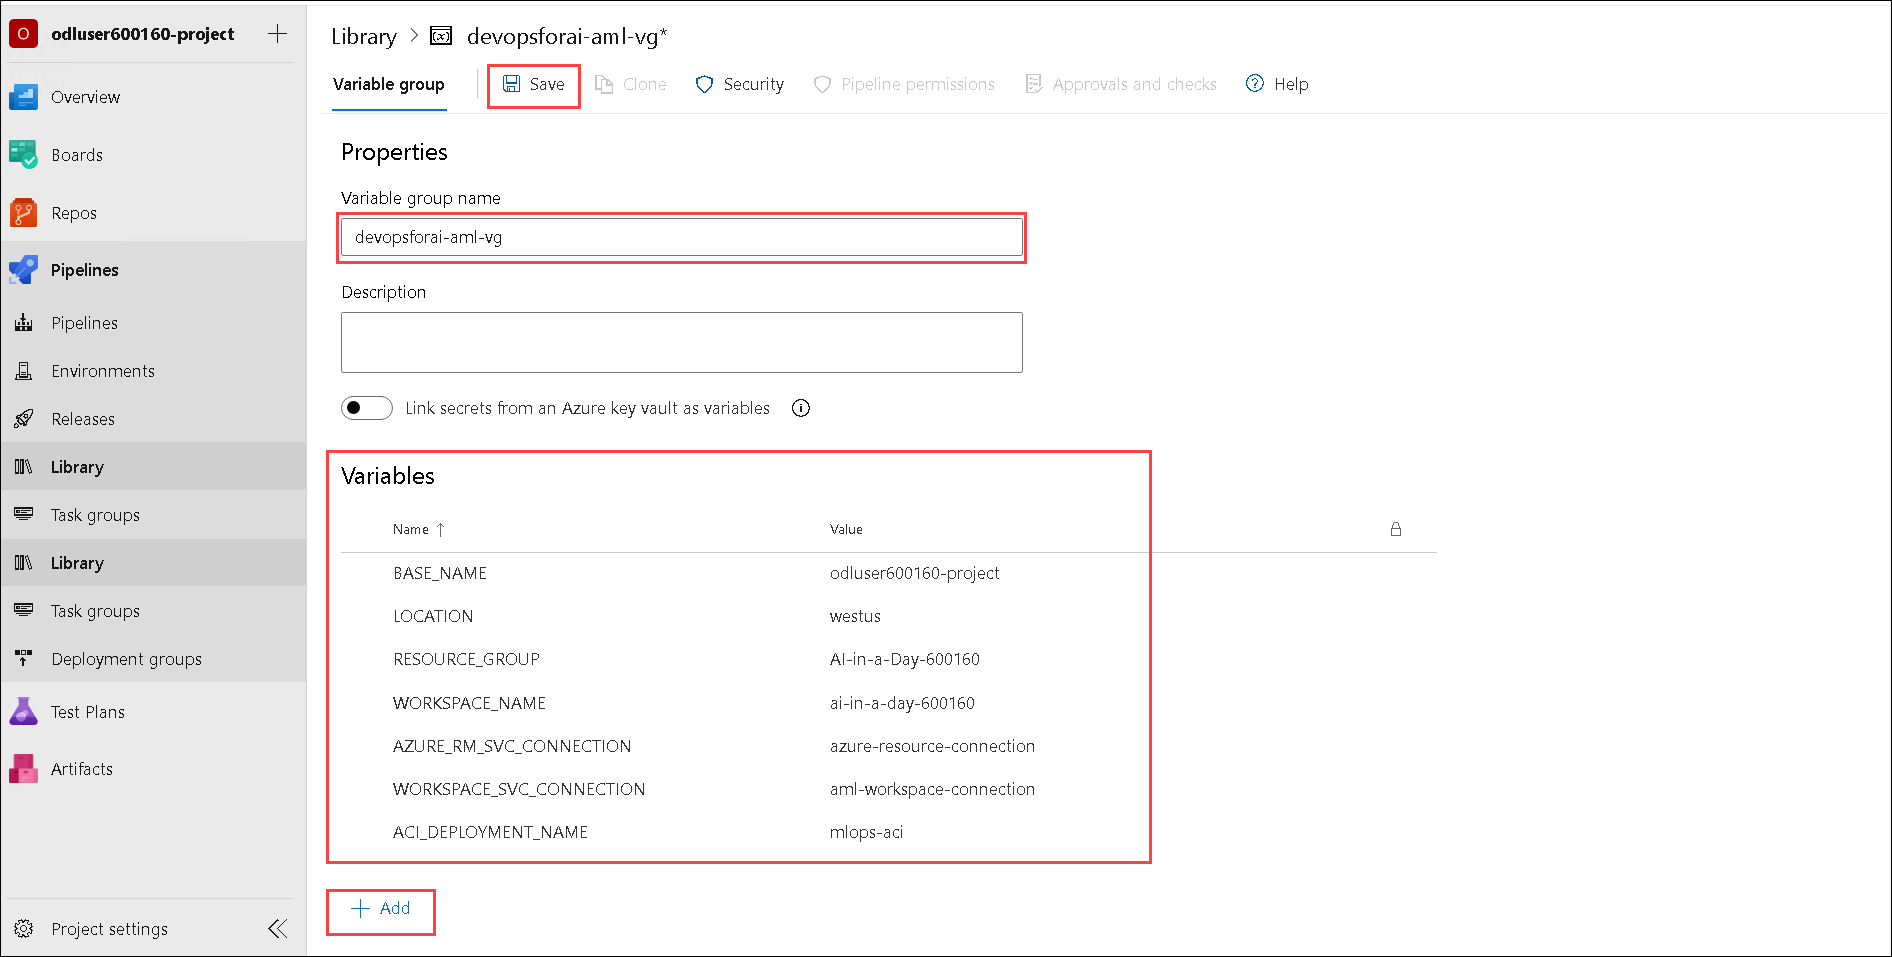 O odluser600160-project
Overview
Boards
Repos
Pipelines
Pipelines
Environments
Releases
Library
Task groups
Library
Task groups
Deployment groups
Test Plans
Artifacts
Project settings
Library > (x) devopsforai-aml-vg*
Variable group Save Clone Security Pipeline permissions Approvals and checks Help
Properties
Variable group name
devopsforai-aml-vg
Description
Link secrets from an Azure key vault as variables
Variables
Name ↑ Value
BASE_NAME odluser600160-project
LOCATION westus
RESOURCE_GROUP AI-in-a-Day-600160
WORKSPACE_NAME ai-in-a-day-600160
AZURE_RM_SVC_CONNECTION azure-resource-connection
WORKSPACE_SVC_CONNECTION aml-workspace-connection
ACI_DEPLOYMENT_NAME mlops-aci
+ Add